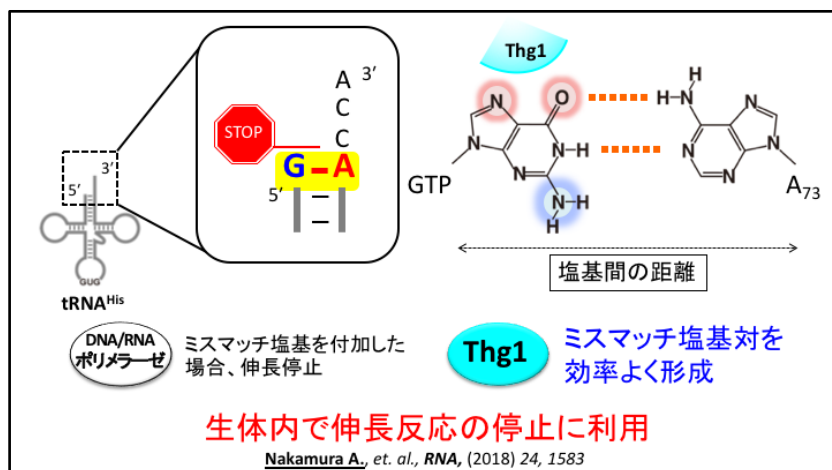 3′
5′
GUG
tRNAHis
A 3′
C
C
STOP
G A
5′
Thg1
N
O
N
N
N-H
N-H
H
GTP
H
H-N
N
N
N
N
A73
塩基間の距離
DNA/RNA
ポリメラーゼ
ミスマッチ塩基を付加した
場合、伸長停止
Thg1
ミスマッチ塩基対を
効率よく形成
生体内で伸長反応の停止に利用
Nakamura A., et. al., RNA, (2018) 24, 1583